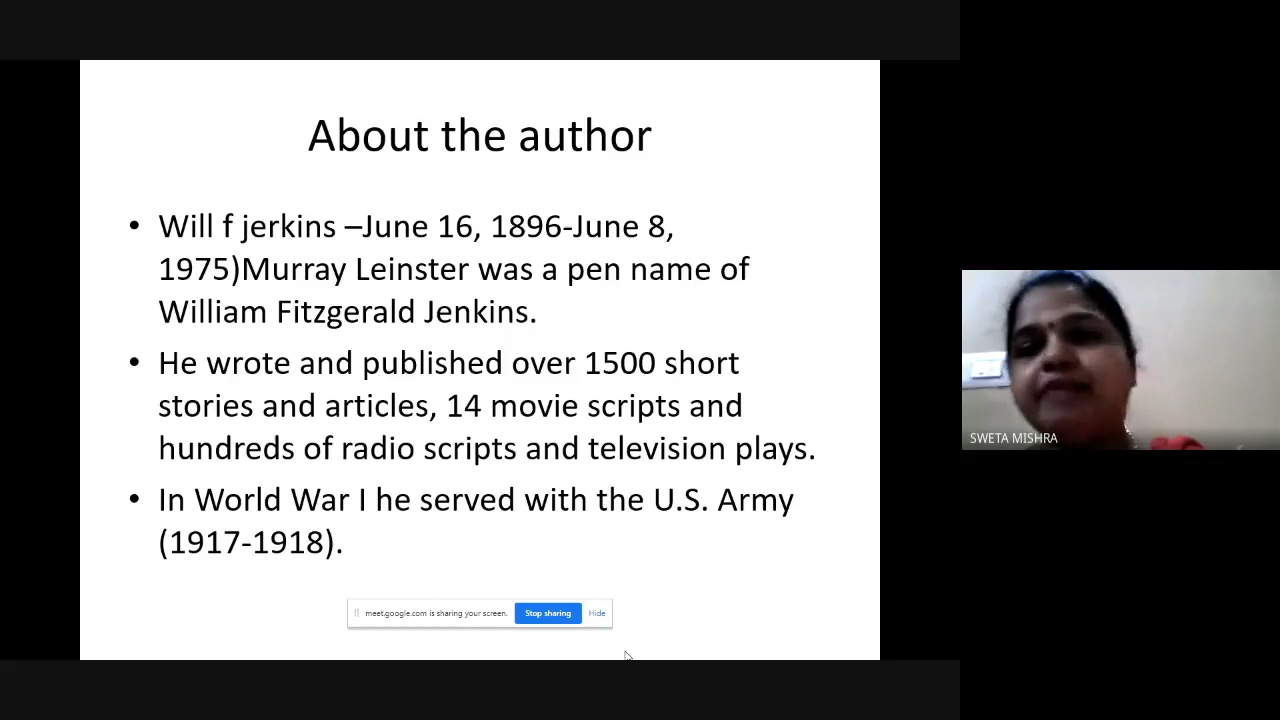 About the author
• Will f jerkins –June 16, 1896-June 8,
1975)Murray Leinster was a pen name of
William Fitzgerald Jenkins.
• He wrote and published over 1500 short
stories and articles, 14 movie scripts and
hundreds of radio scripts and television plays.
• In World War I he served with the U.S. Army
(1917-1918).
meet.google.com is sharing your screen. Stop sharing Hide
SWETA MISHRA